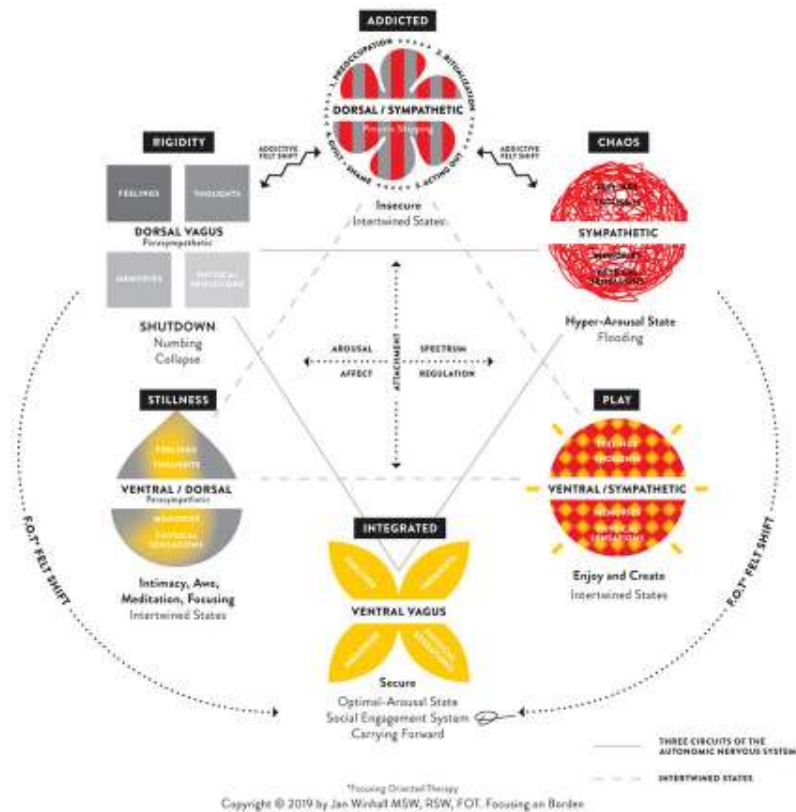 ADDICTED
1. PREOCCUPATION
2. RITUALIZATION
DORSAL / SYMPATHETIC
3. ACTING OUT
4. GUILT + SHAME
Insecure
Intertwined States
RIGIDITY
ADDICTIVE
FELT SHIFT
ADDICTIVE
FELT SHIFT
CHAOS
FEELINGS
THOUGHTS
DORSAL VAGUS
Parasympathetic
MEMORIES
PHYSICAL
SENSATIONS
SHUTDOWN
Numbing
Collapse
FEELINGS
THOUGHTS
SYMPATHETIC
MEMORIES
PHYSICAL
SENSATIONS
Hyper-Arousal State
Flooding
AROUSAL
SPECTRUM
ATTACHMENT
AFFECT
REGULATION
STILLNESS
FEELINGS
THOUGHTS
VENTRAL / DORSAL
Parasympathetic
MEMORIES
PHYSICAL
SENSATIONS
Intimacy, Awe,
Meditation, Focusing
Intertwined States
PLAY
FEELINGS
THOUGHTS
VENTRAL / SYMPATHETIC
MEMORIES
PHYSICAL
SENSATIONS
Enjoy and Create
Intertwined States
INTEGRATED
THOUGHTS
VENTRAL VAGUS
MEMORIES
PHYSICAL
SENSATIONS
Secure
Optimal-Arousal State
Social Engagement System
Carrying Forward
F.O.T* FELT SHIFT
F.O.T* FELT SHIFT
THREE CIRCUITS OF THE
AUTONOMIC NERVOUS SYSTEM
INTERTWINED STATES
*Focusing Oriented Therapy
Copyright © 2019 by Jan Winhall MSW, RSW, FOT. Focusing on Borden